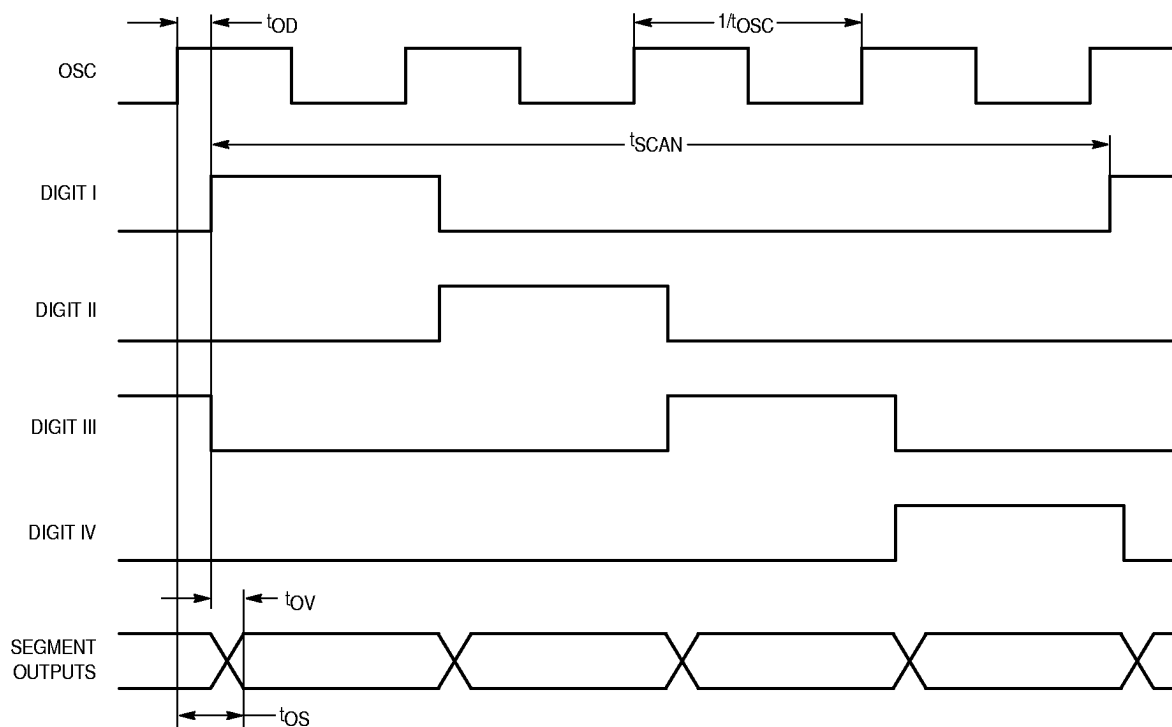 tOD
1/tOSC
OSC
tSCAN
DIGIT I
DIGIT II
DIGIT III
DIGIT IV
tOV
SEGMENT
OUTPUTS
tOS